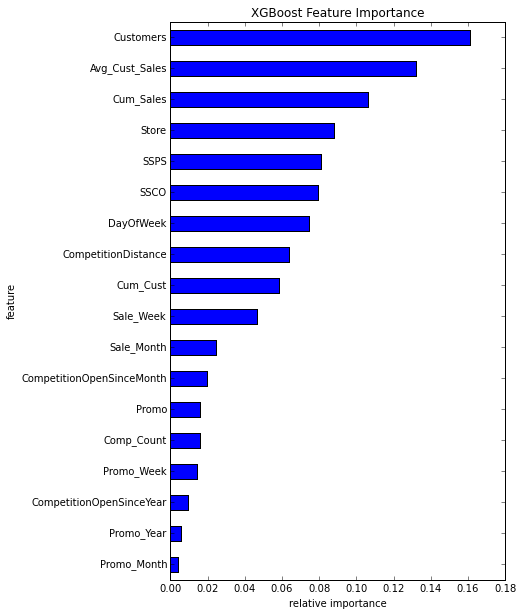 XGBoost Feature Importance
feature
Customers
Avg_Cust_Sales
Cum_Sales
Store
SSPS
SSCO
DayOfWeek
CompetitionDistance
Cum_Cust
Sale_Week
Sale_Month
CompetitionOpenSinceMonth
Promo
Comp_Count
Promo_Week
CompetitionOpenSinceYear
Promo_Year
Promo_Month
0.00 0.02 0.04 0.06 0.08 0.10 0.12 0.14 0.16 0.18
relative importance